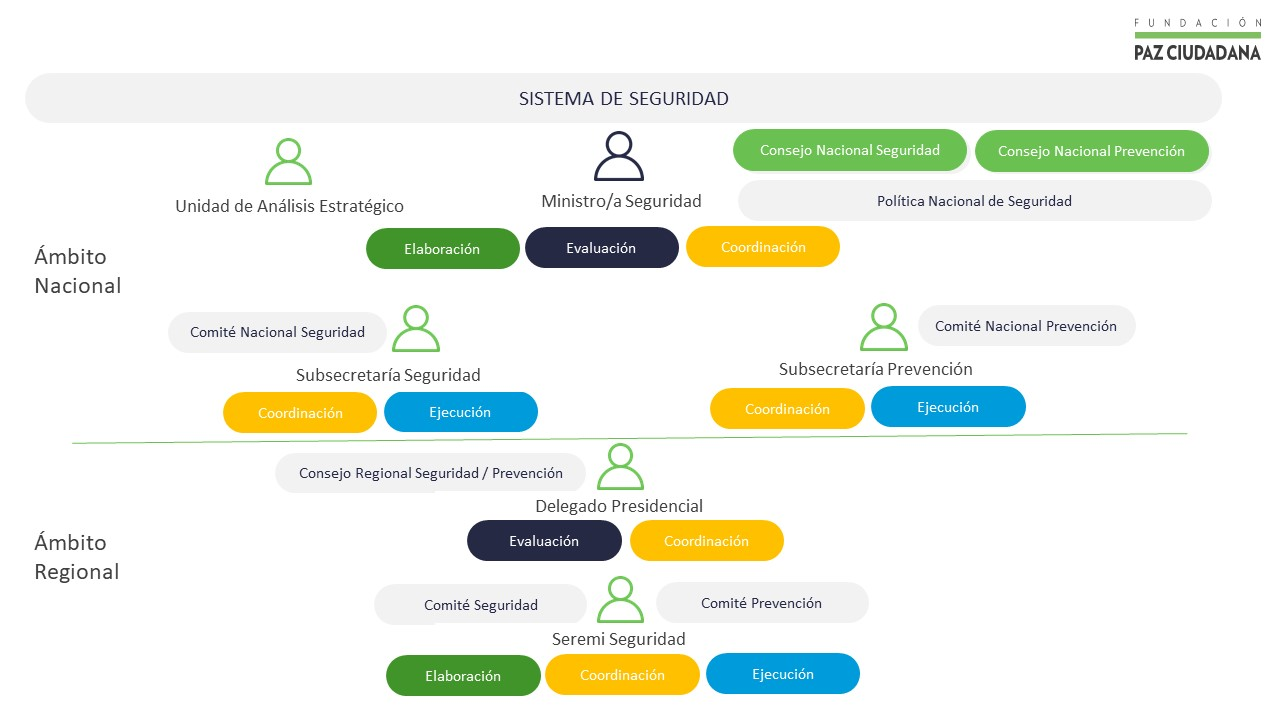 FUNDACIÓN
PAZ CIUDADANA
SISTEMA DE SEGURIDAD
Consejo Nacional Seguridad
Consejo Nacional Prevención
Unidad de Análisis Estratégico
Ministro/a Seguridad
Política Nacional de Seguridad
Elaboración
Evaluación
Coordinación
Ámbito
Nacional
Comité Nacional Seguridad
Comité Nacional Prevención
Subsecretaría Seguridad
Subsecretaría Prevención
Coordinación
Ejecución
Coordinación
Ejecución
Consejo Regional Seguridad / Prevención
Delegado Presidencial
Evaluación
Coordinación
Ámbito
Regional
Comité Seguridad
Comité Prevención
Seremi Seguridad
Elaboración
Coordinación
Ejecución